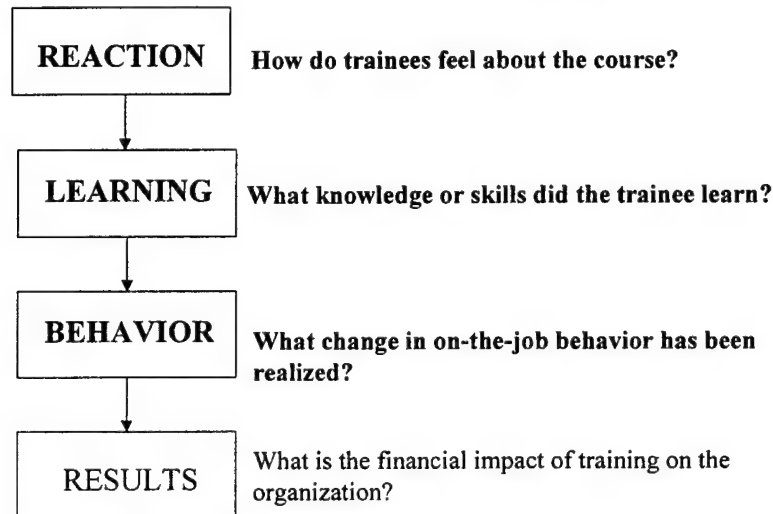 REACTION
How do trainees feel about the course?
LEARNING
What knowledge or skills did the trainee learn?
BEHAVIOR
What change in on-the-job behavior has been
realized?
RESULTS
What is the financial impact of training on the
organization?